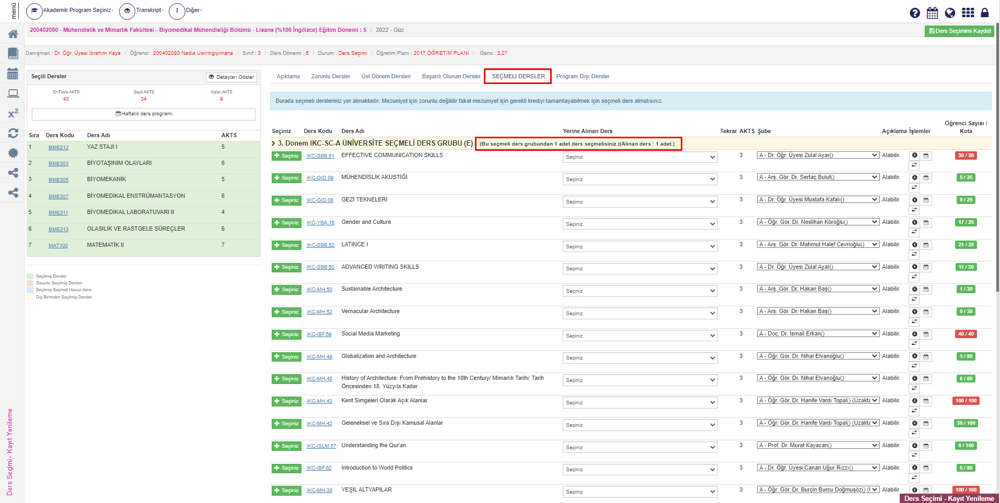 menü
Akademik Program Seçiniz-
Transkript-
Diğer-
200402080 - Mühendislik ve Mimarlık Fakültesi - Biyomedikal Mühendisliği Bölümü - Lisans (%100 İngilizce) Eğitim Dönemi : 5 / 2022 - Güz
Ders Seçimimi Kaydet
Danışman : Dr. Öğr. Üyesi İbrahim Kaya / Öğrenci : 200402080 Nadia Uwiringiyimana / Sınıf : 3 / Ders Dönemi : 5 / Durum : Ders Seçimi / Öğretim Planı : 2017 ÖĞRETİM PLANI / Gano : 3,27
Seçili Dersler
Detayları Göster
En Fazla AKTS Seçili AKTS Kalan AKTS
43 34 9
Haftalık ders programı
Sıra Ders Kodu Ders Adı AKTS
1 BME212 YAZ STAJI I 5
2 BME303 BİYOTAŞINIM OLAYLARI 6
3 BME305 BİYOMEKANİK 5
4 BME307 BİYOMEDİKAL ENSTRÜMANTASYON 6
5 BME311 BİYOMEDİKAL LABORATUVARI II 4
6 BME313 OLASILIK VE RASTGELE SÜREÇLER 6
7 MAT102 MATEMATİK II 7
Seçilmiş Dersler
Zorunlu Seçilmiş Dersler
Seçilmiş Seçmeli Havuz dersi
Dış Birimden Seçilmiş Dersler
Açıklama Zorunlu Dersler Üst Dönem Dersleri Başarılı Olunan Dersler SEÇMELİ DERSLER Program Dışı Dersler
Burada seçmeli dersleriniz yer almaktadır. Mezuniyet için zorunlu değildir fakat mezuniyet için gerekli krediyi tamamlayabilmek için seçmeli ders almalısınız.
Seçiniz Ders Kodu Ders Adı Yerine Alınan Ders Tekrar AKTS Şube Açıklama İşlemler Öğrenci Sayısı / Kota
3. Dönem IKC-SC-A ÜNİVERSİTE SEÇMELİ DERS GRUBU (E) (Bu seçmeli ders grubundan 1 adet ders seçmelisiniz.)(Alınan ders : 1 adet.)
Seçiniz IKC-SBB.51 EFFECTIVE COMMUNICATION SKILLS Seçiniz 3 A - Dr. Öğr. Üyesi Zülal Ayar() Alabilir. 30 / 30
Seçiniz IKC-GID.09 MÜHENDİSLİK AKUSTİĞİ Seçiniz 3 A - Arş. Gör. Dr. Sertaç Bulut() Alabilir. 5 / 25
Seçiniz IKC-GID.08 GEZİ TEKNELERİ Seçiniz 3 A - Dr. Öğr. Üyesi Mustafa Kafalı() Alabilir. 9 / 25
Seçiniz IKC-YBA.15 Gender and Culture Seçiniz 3 A - Öğr. Gör. Dr. Neslihan Köroğlu() Alabilir. 17 / 25
Seçiniz IKC-SBB.52 LATİNCE I Seçiniz 3 A - Arş. Gör. Dr. Mahmut Halef Cevrioğlu() Alabilir. 21 / 25
Seçiniz IKC-SBB.50 ADVANCED WRITING SKILLS Seçiniz 3 A - Dr. Öğr. Üyesi Zülal Ayar() Alabilir. 11 / 30
Seçiniz IKC-MH.50 Sustainable Architecture Seçiniz 3 A - Arş. Gör. Dr. Hakan Baş() Alabilir. 1 / 30
Seçiniz IKC-MH.52 Vernacular Architecture Seçiniz 3 A - Arş. Gör. Dr. Hakan Baş() Alabilir. 0 / 30
Seçiniz IKC-IBF.69 Social Media Marketing Seçiniz 3 A - Doç. Dr. İsmail Erkan() Alabilir. 40 / 40
Seçiniz IKC-MH.49 Globalization and Architecture Seçiniz 3 A - Öğr. Gör. Dr. Nihal Elvanoğlu() Alabilir. 1 / 80
Seçiniz IKC-MH.48 History of Architecture: From Prehistory to the 18th Century/ Mimarlık Tarihi: Tarih Seçiniz 3 A - Öğr. Gör. Dr. Nihal Elvanoğlu() Alabilir. 6 / 80
Öncesinden 18. Yüzyıla Kadar
Seçiniz IKC-MH.43 Kent Simgeleri Olarak Açık Alanlar Seçiniz 3 A - Öğr. Gör. Dr. Hanife Vardı Topal() (Uzakta Alabilir. 100 / 100
Seçiniz IKC-MH.42 Geleneksel ve Sıra Dışı Kamusal Alanlar Seçiniz 3 A - Öğr. Gör. Dr. Hanife Vardı Topal() (Uzakta Alabilir. 38 / 100
Seçiniz IKC-ISLM.57 Understanding the Qur'an Seçiniz 3 A - Prof. Dr. Murat Kayacan() Alabilir. 0 / 100
Seçiniz IKC-IBF.62 Introduction to World Politics Seçiniz 3 A - Dr. Öğr. Üyesi Canan Uğur Rızzı() Alabilir. 5 / 80
Seçiniz IKC-MH.38 YEŞİL ALTYAPILAR Seçiniz 3 A - Öğr. Gör. Dr. Burçin Burcu Doğmuşöz() (U Alabilir. 100 / 100
Ders Seçimi - Kayıt Yenileme
Ders Seçimi - Kayıt Yenileme